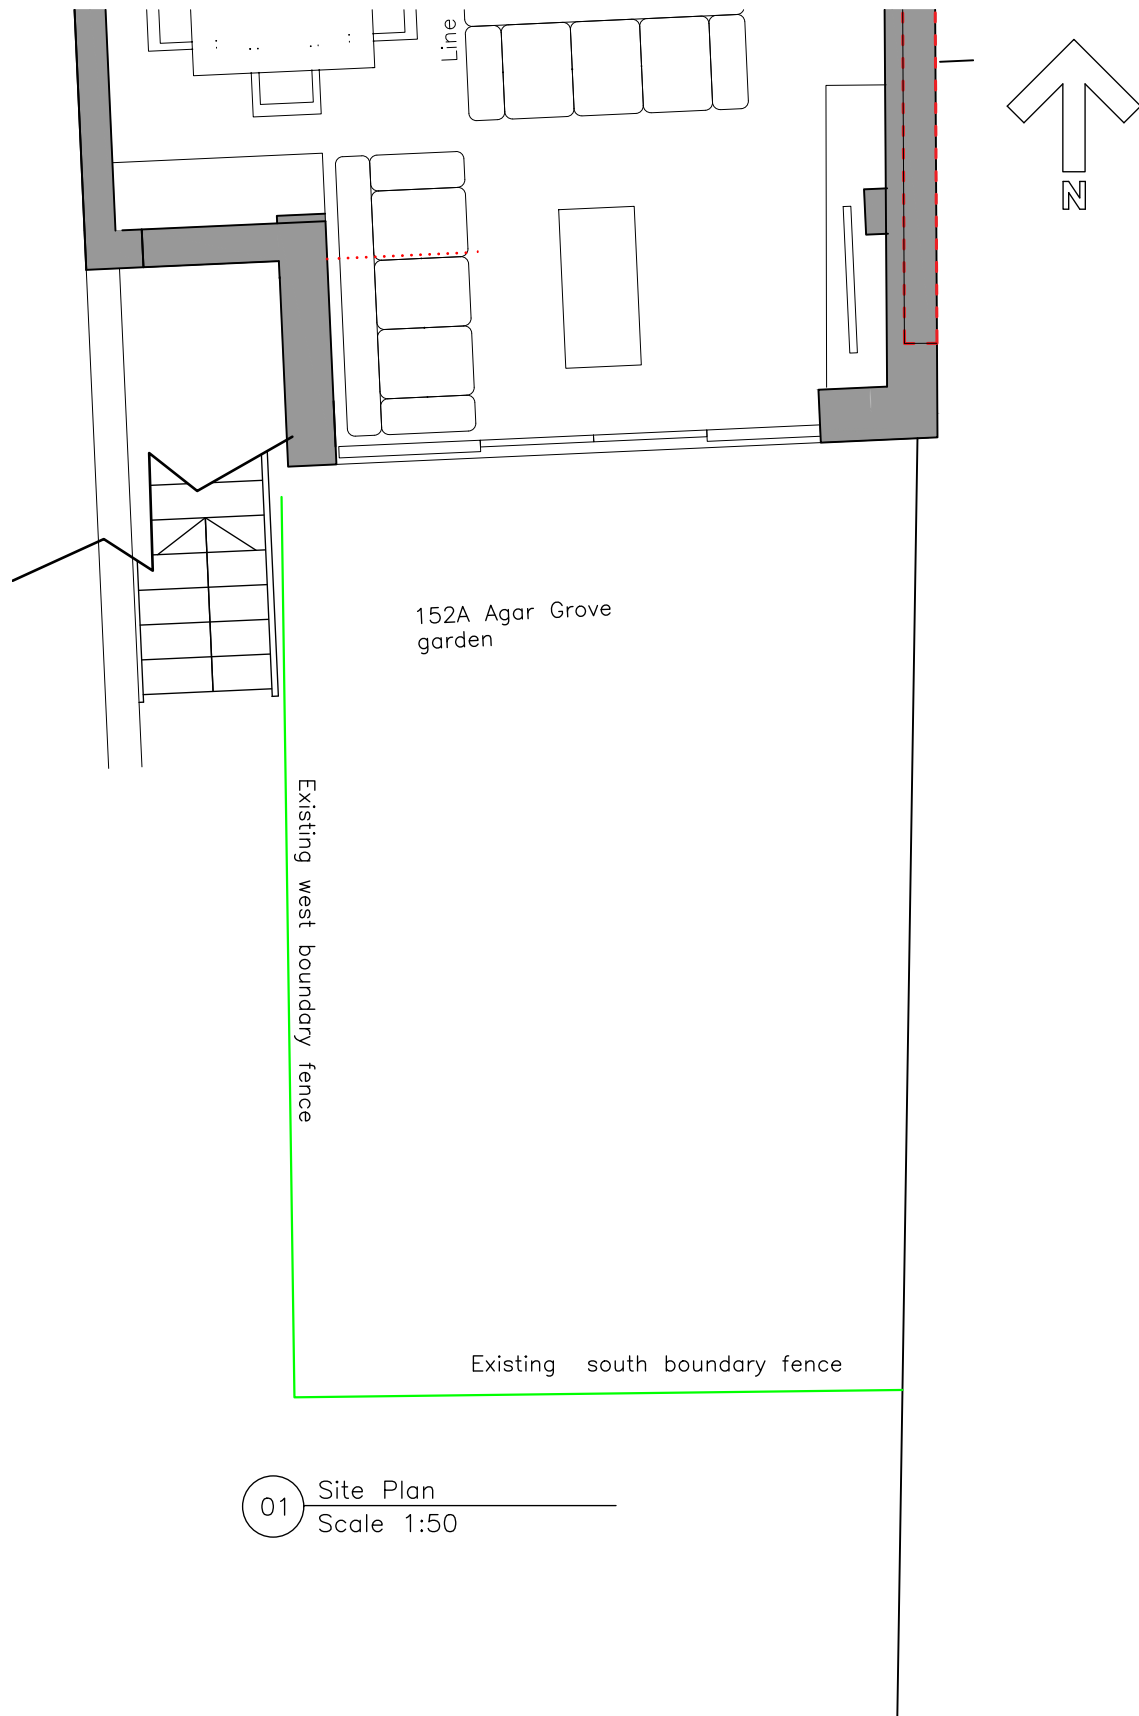 Line
N
152A Agar Grove
garden
Existing west boundary fence
Existing south boundary fence
01
Site Plan
Scale 1:50